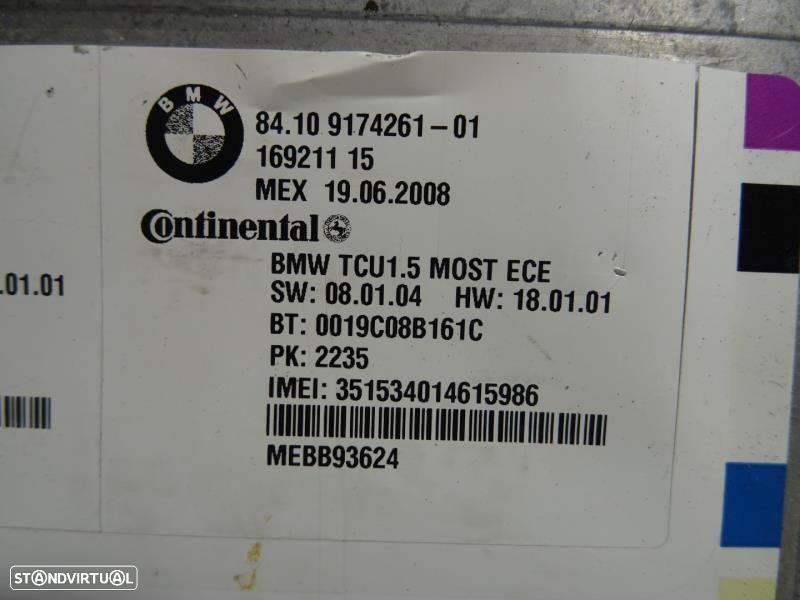 BMW
84.10 9174261-01
169211 15
MEX 19.06.2008
Continental
BMW TCU1.5 MOST ECE
SW: 08.01.04 HW: 18.01.01
.01.01
BT: 0019C08B161C
PK: 2235
IMEI: 351534014615986
MEBB93624
STANDVIRTUAL